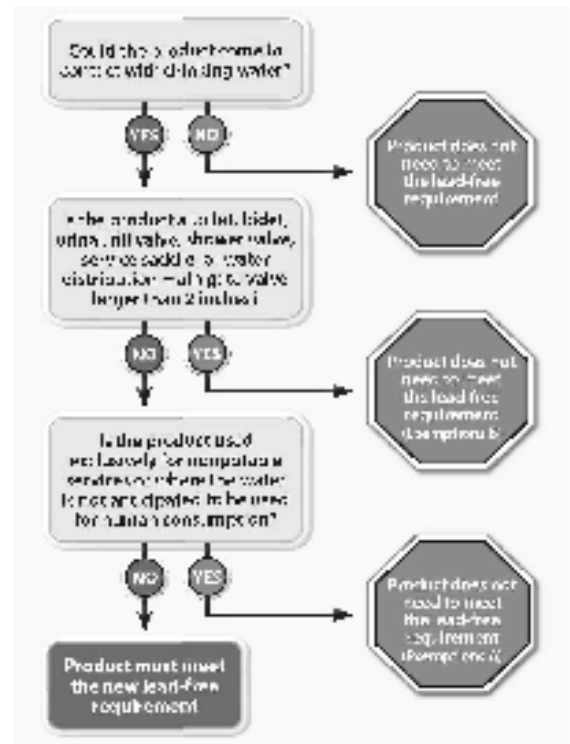 Could the product come in
contact with drinking water?
YES
NO
Product does not
need to meet
the lead-free
requirement
Is the product a toilet, bidet,
urinal, fill valve, shower valve,
service saddle, or water
distribution main gate valve
larger than 2 inches?
NO
YES
Product does not
need to meet
the lead-free
requirement
Is the product used
exclusively for nonpotable
services or where the water
is not anticipated to be used
for human consumption?
NO
YES
Product does not
need to meet
the lead-free
requirement
Product must meet
the new lead-free
requirement